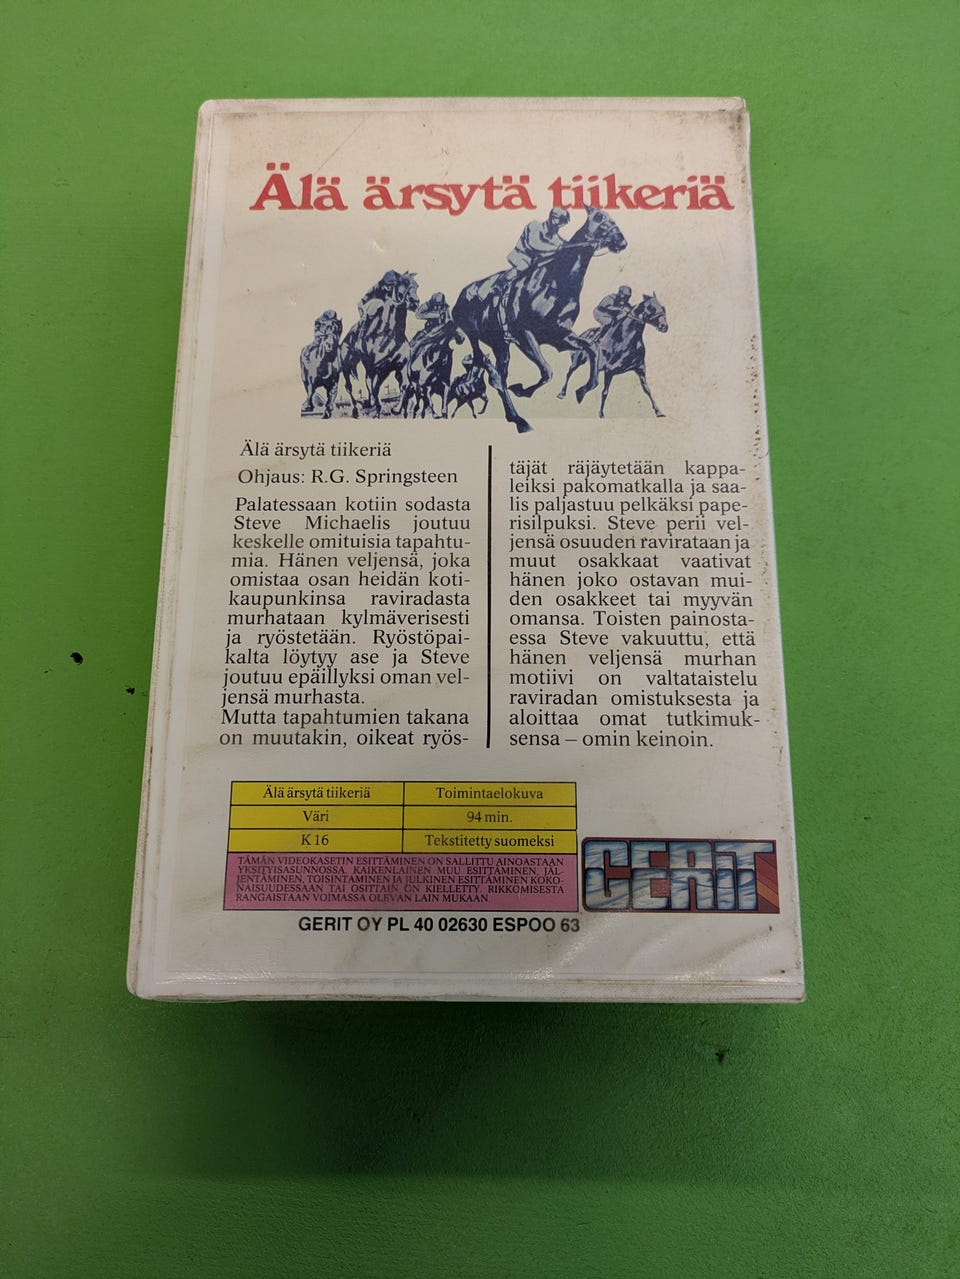 Älä ärsytä tiikeriä
Älä ärsytä tiikeriä
Ohjaus: R.G. Springsteen
Palatessaan kotiin sodasta
Steve Michaelis joutuu
keskelle omituisia tapahtu-
mia. Hänen veljensä, joka
omistaa osan heidän koti-
kaupunkinsa raviradasta
murhataan kylmäverisesti
ja ryöstetään. Ryöstöpai-
kalta löytyy ase ja Steve
joutuu epäillyksi oman vel-
jensä murhasta.
Mutta tapahtumien takana
on muutakin, oikeat ryös-
täjät räjäytetään kappa-
leiksi pakomatkalla ja saa-
lis paljastuu pelkäksi pape-
risilpuksi. Steve perii vel-
jensä osuuden ravirataan ja
muut osakkaat vaativat
hänen joko ostavan mui-
den osakkeet tai myyvän
omansa. Toisten painosta-
essa Steve vakuuttu, että
hänen veljensä murhan
motiivi on valtataistelu
raviradan omistuksesta ja
aloittaa omat tutkimuk-
sensa – omin keinoin.
Älä ärsytä tiikeriä Toimintaelokuva
Väri 94 min.
K 16 Tekstitetty suomeksi
TÄMÄN VIDEOKASETIN ESITTÄMINEN ON SALLITTU AINOASTAAN
YKSITYISASUNNOSSA. KAIKENLAINEN MUU ESITTÄMINEN, JÄL-
JENTÄMINEN, TOISINTAMINEN JA JULKINEN ESITTÄMINEN KOKO-
NAISUUDESSAAN TAI OSITTAIN ON KIELLETTY. RIKKOMISESTA
RANGAISTAAN VOIMASSA OLEVAN LAIN MUKAAN.
GERIT
GERIT OY PL 40 02630 ESPOO 63